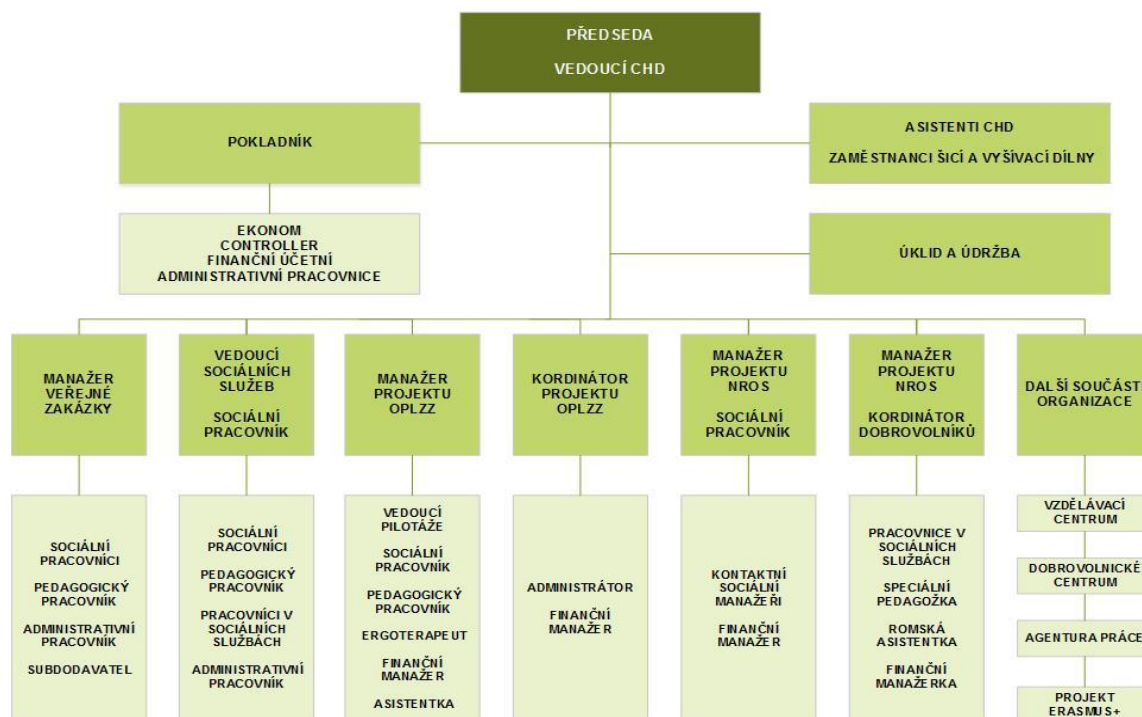 PŘEDSEDA
VEDOUCÍ CHD
POKLADNÍK
ASISTENTI CHD
ZAMĚSTNANCI ŠICÍ A VYŠÍVACÍ DÍLNY
EKONOM
CONTROLLER
FINANČNÍ ÚČETNÍ
ADMINISTRATIVNÍ PRACOVNICE
ÚKLID A ÚDRŽBA
MANAŽER
VEŘEJNÉ
ZAKÁZKY
VEDOUCÍ
SOCIÁLNÍCH
SLUŽEB
SOCIÁLNÍ
PRACOVNÍK
MANAŽER
PROJEKTU
OPLZZ
KORDINÁTOR
PROJEKTU
OPLZZ
MANAŽER
PROJEKTU
NROS
SOCIÁLNÍ
PRACOVNÍK
MANAŽER
PROJEKTU
NROS
KORDINÁTOR
DOBROVOLNÍKŮ
DALŠÍ SOUČÁSTI
ORGANIZACE
SOCIÁLNÍ
PRACOVNÍCI
PEDAGOGICKÝ
PRACOVNÍK
ADMINISTRATIVNÍ
PRACOVNÍK
SUBDODAVATEL
SOCIÁLNÍ
PRACOVNÍCI
PEDAGOGICKÝ
PRACOVNÍK
PRACOVNÍCI V
SOCIÁLNÍCH
SLUŽBÁCH
ADMINISTRATIVNÍ
PRACOVNÍK
VEDOUCÍ
PILOTÁŽE
SOCIÁLNÍ
PRACOVNÍK
PEDAGOGICKÝ
PRACOVNÍK
ERGOTERAPEUT
FINANČNÍ
MANAŽER
ASISTENTKA
ADMINISTRÁTOR
FINANČNÍ
MANAŽER
KONTAKTNÍ
SOCIÁLNÍ
MANAŽEŘI
FINANČNÍ
MANAŽER
PRACOVNICE V
SOCIÁLNÍCH
SLUŽBÁCH
SPECIÁLNÍ
PEDAGOŽKA
ROMSKÁ
ASISTENTKA
FINANČNÍ
MANAŽERKA
VZDĚLÁVACÍ
CENTRUM
DOBROVOLNICKÉ
CENTRUM
AGENTURA PRÁCE
PROJEKT
ERASMUS+